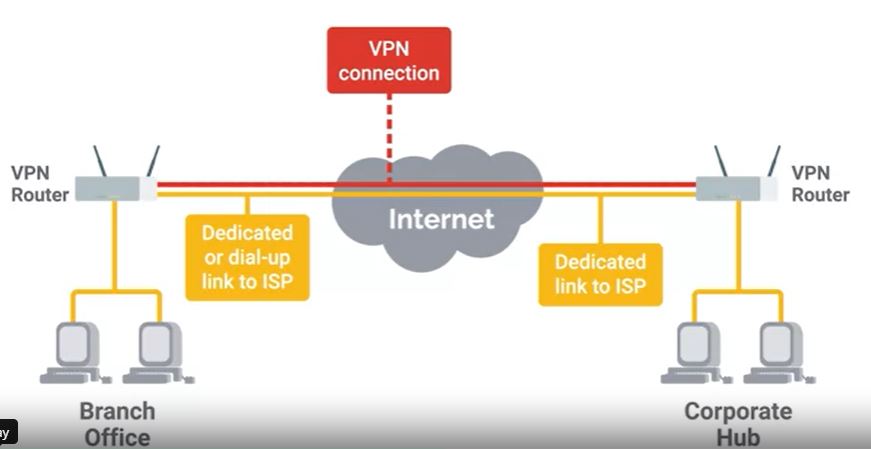 VPN
connection
VPN
Router
VPN
Router
Internet
Dedicated
or dial-up
link to ISP
Dedicated
link to ISP
Branch
Office
Corporate
Hub
ay